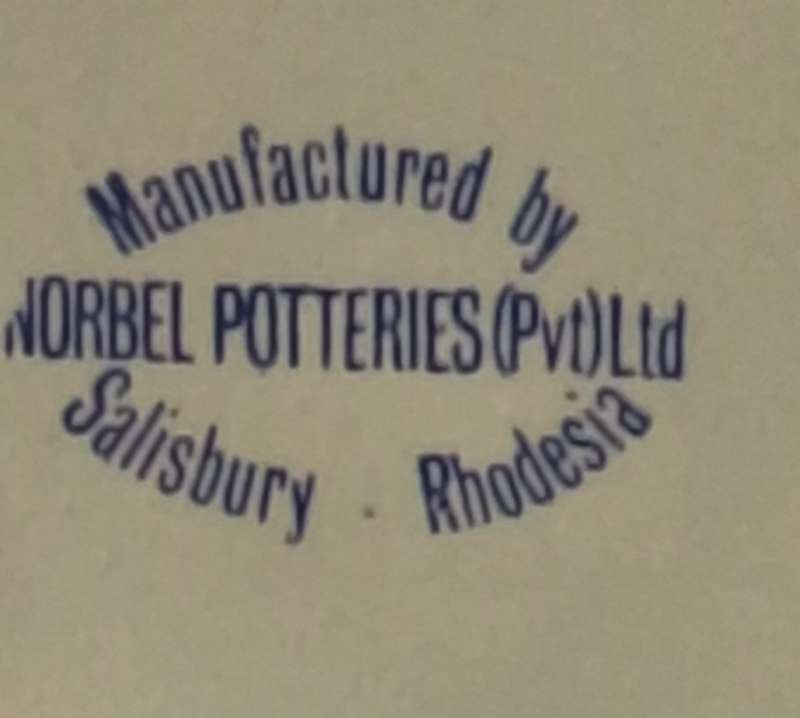 Manufactured by
NORBEL POTTERIES (Pvt) Ltd
Salisbury . Rhodesia